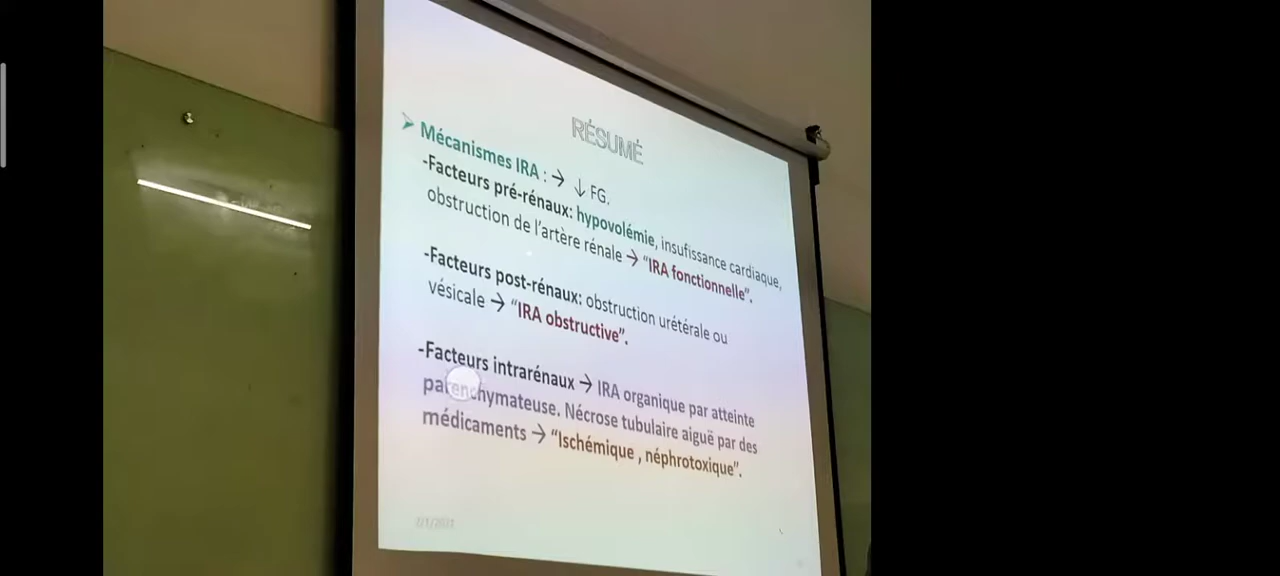 RÉSUMÉ
➤ Mécanismes IRA : → ↓ FG.
-Facteurs pré-rénaux: hypovolémie, insuffisance cardiaque,
obstruction de l'artère rénale → "IRA fonctionnelle".
-Facteurs post-rénaux: obstruction urétérale ou
vésicale → "IRA obstructive".
-Facteurs intrarénaux → IRA organique par atteinte
parenchymateuse. Nécrose tubulaire aiguë par des
médicaments → "Ischémique , néphrotoxique".